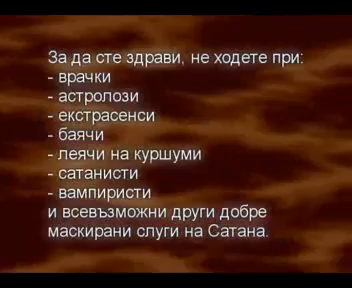 За да сте здрави, не ходете при:
- врачки
- астролози
- екстрасенси
- баячи
- леячи на куршуми
- сатанисти
- вампиристи
и всевъзможни други добре
маскирани слуги на Сатана.